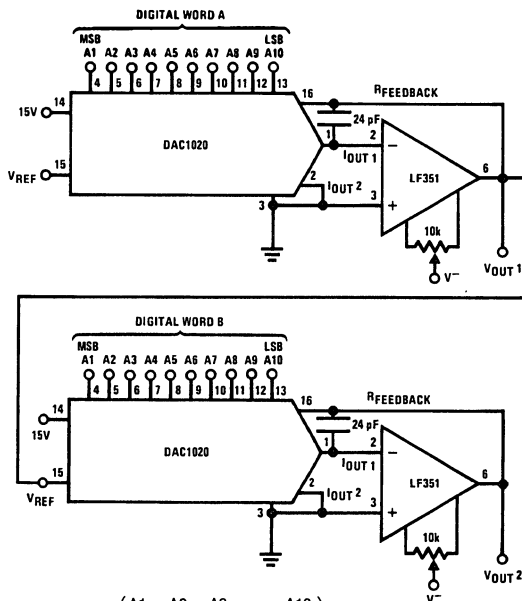 DIGITAL WORD A
MSB LSB
A1 A2 A3 A4 A5 A6 A7 A8 A9 A10
4 5 6 7 8 9 10 11 12 13
15V 14
16 RFEEDBACK
24 pF
DAC1020
1 IOUT 1
2 −
LF351
6
VREF 15
2 IOUT 2
3
3 +
10k
V−
VOUT 1
DIGITAL WORD B
MSB LSB
A1 A2 A3 A4 A5 A6 A7 A8 A9 A10
4 5 6 7 8 9 10 11 12 13
15V 14
16 RFEEDBACK
24 pF
DAC1020
1 IOUT 1
2 −
LF351
6
VREF 15
2 IOUT 2
3
3 +
10k
V−
VOUT 2